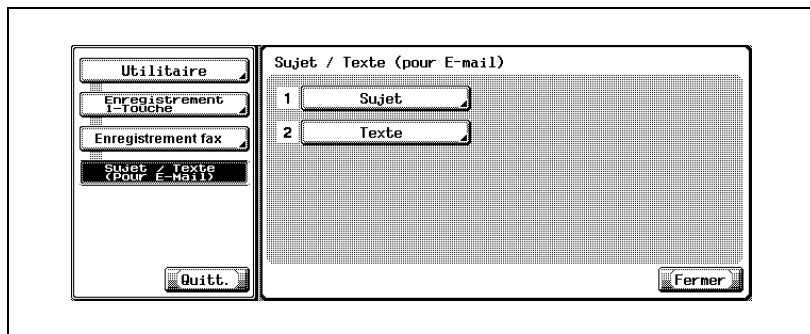 Utilitaire
Enregistrement
1-Touche
Enregistrement fax
Sujet / Texte
(Pour E-Mail)
Quitt.
Sujet / Texte (pour E-mail)
1 Sujet
2 Texte
Fermer